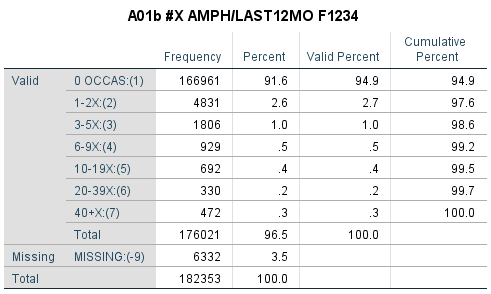 A01b #X AMPH/LAST12MO F1234
Frequency Percent Valid Percent Cumulative Percent
Valid 0 OCCAS:(1) 166961 91.6 94.9 94.9
1-2X:(2) 4831 2.6 2.7 97.6
3-5X:(3) 1806 1.0 1.0 98.6
6-9X:(4) 929 .5 .5 99.2
10-19X:(5) 692 .4 .4 99.5
20-39X:(6) 330 .2 .2 99.7
40+X:(7) 472 .3 .3 100.0
Total 176021 96.5 100.0
Missing MISSING:(-9) 6332 3.5
Total 182353 100.0